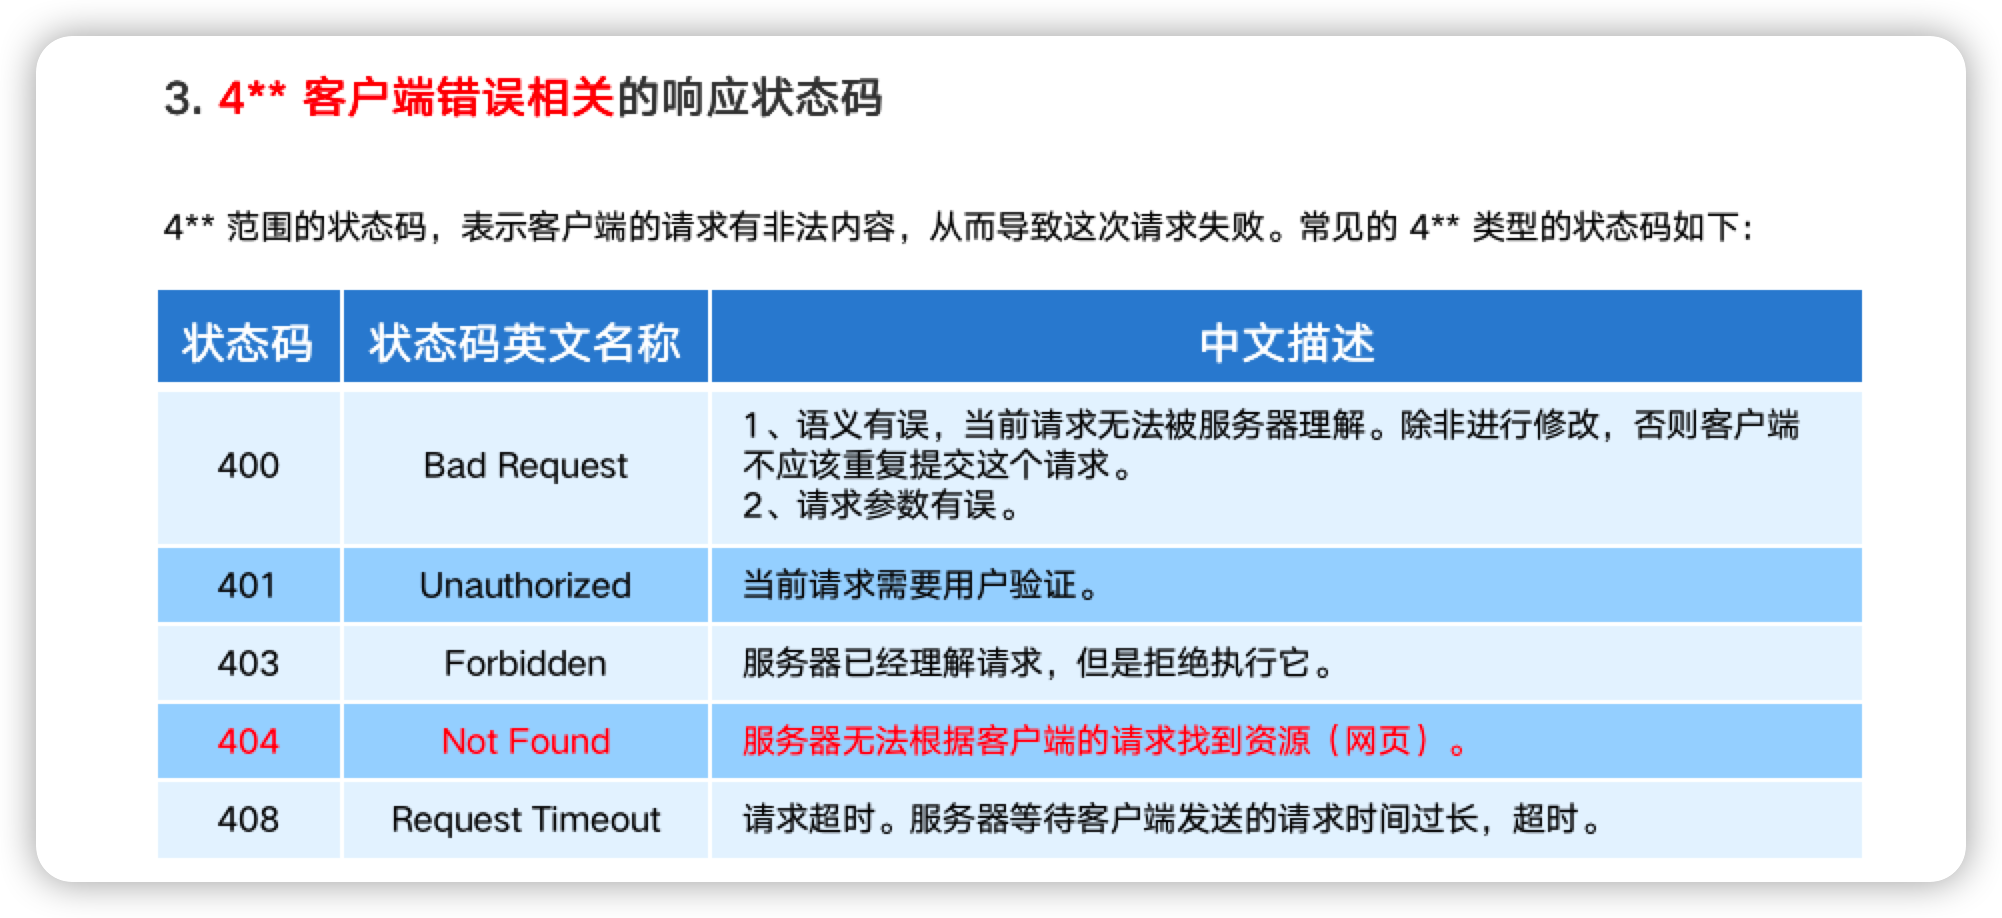 3. 4** 客户端错误相关的响应状态码
4** 范围的状态码，表示客户端的请求有非法内容，从而导致这次请求失败。常见的 4** 类型的状态码如下：
状态码 状态码英文名称 中文描述
400 Bad Request 1、语义有误，当前请求无法被服务器理解。除非进行修改，否则客户端
不应该重复提交这个请求。
2、请求参数有误。
401 Unauthorized 当前请求需要用户验证。
403 Forbidden 服务器已经理解请求，但是拒绝执行它。
404 Not Found 服务器无法根据客户端的请求找到资源（网页）。
408 Request Timeout 请求超时。服务器等待客户端发送的请求时间过长，超时。